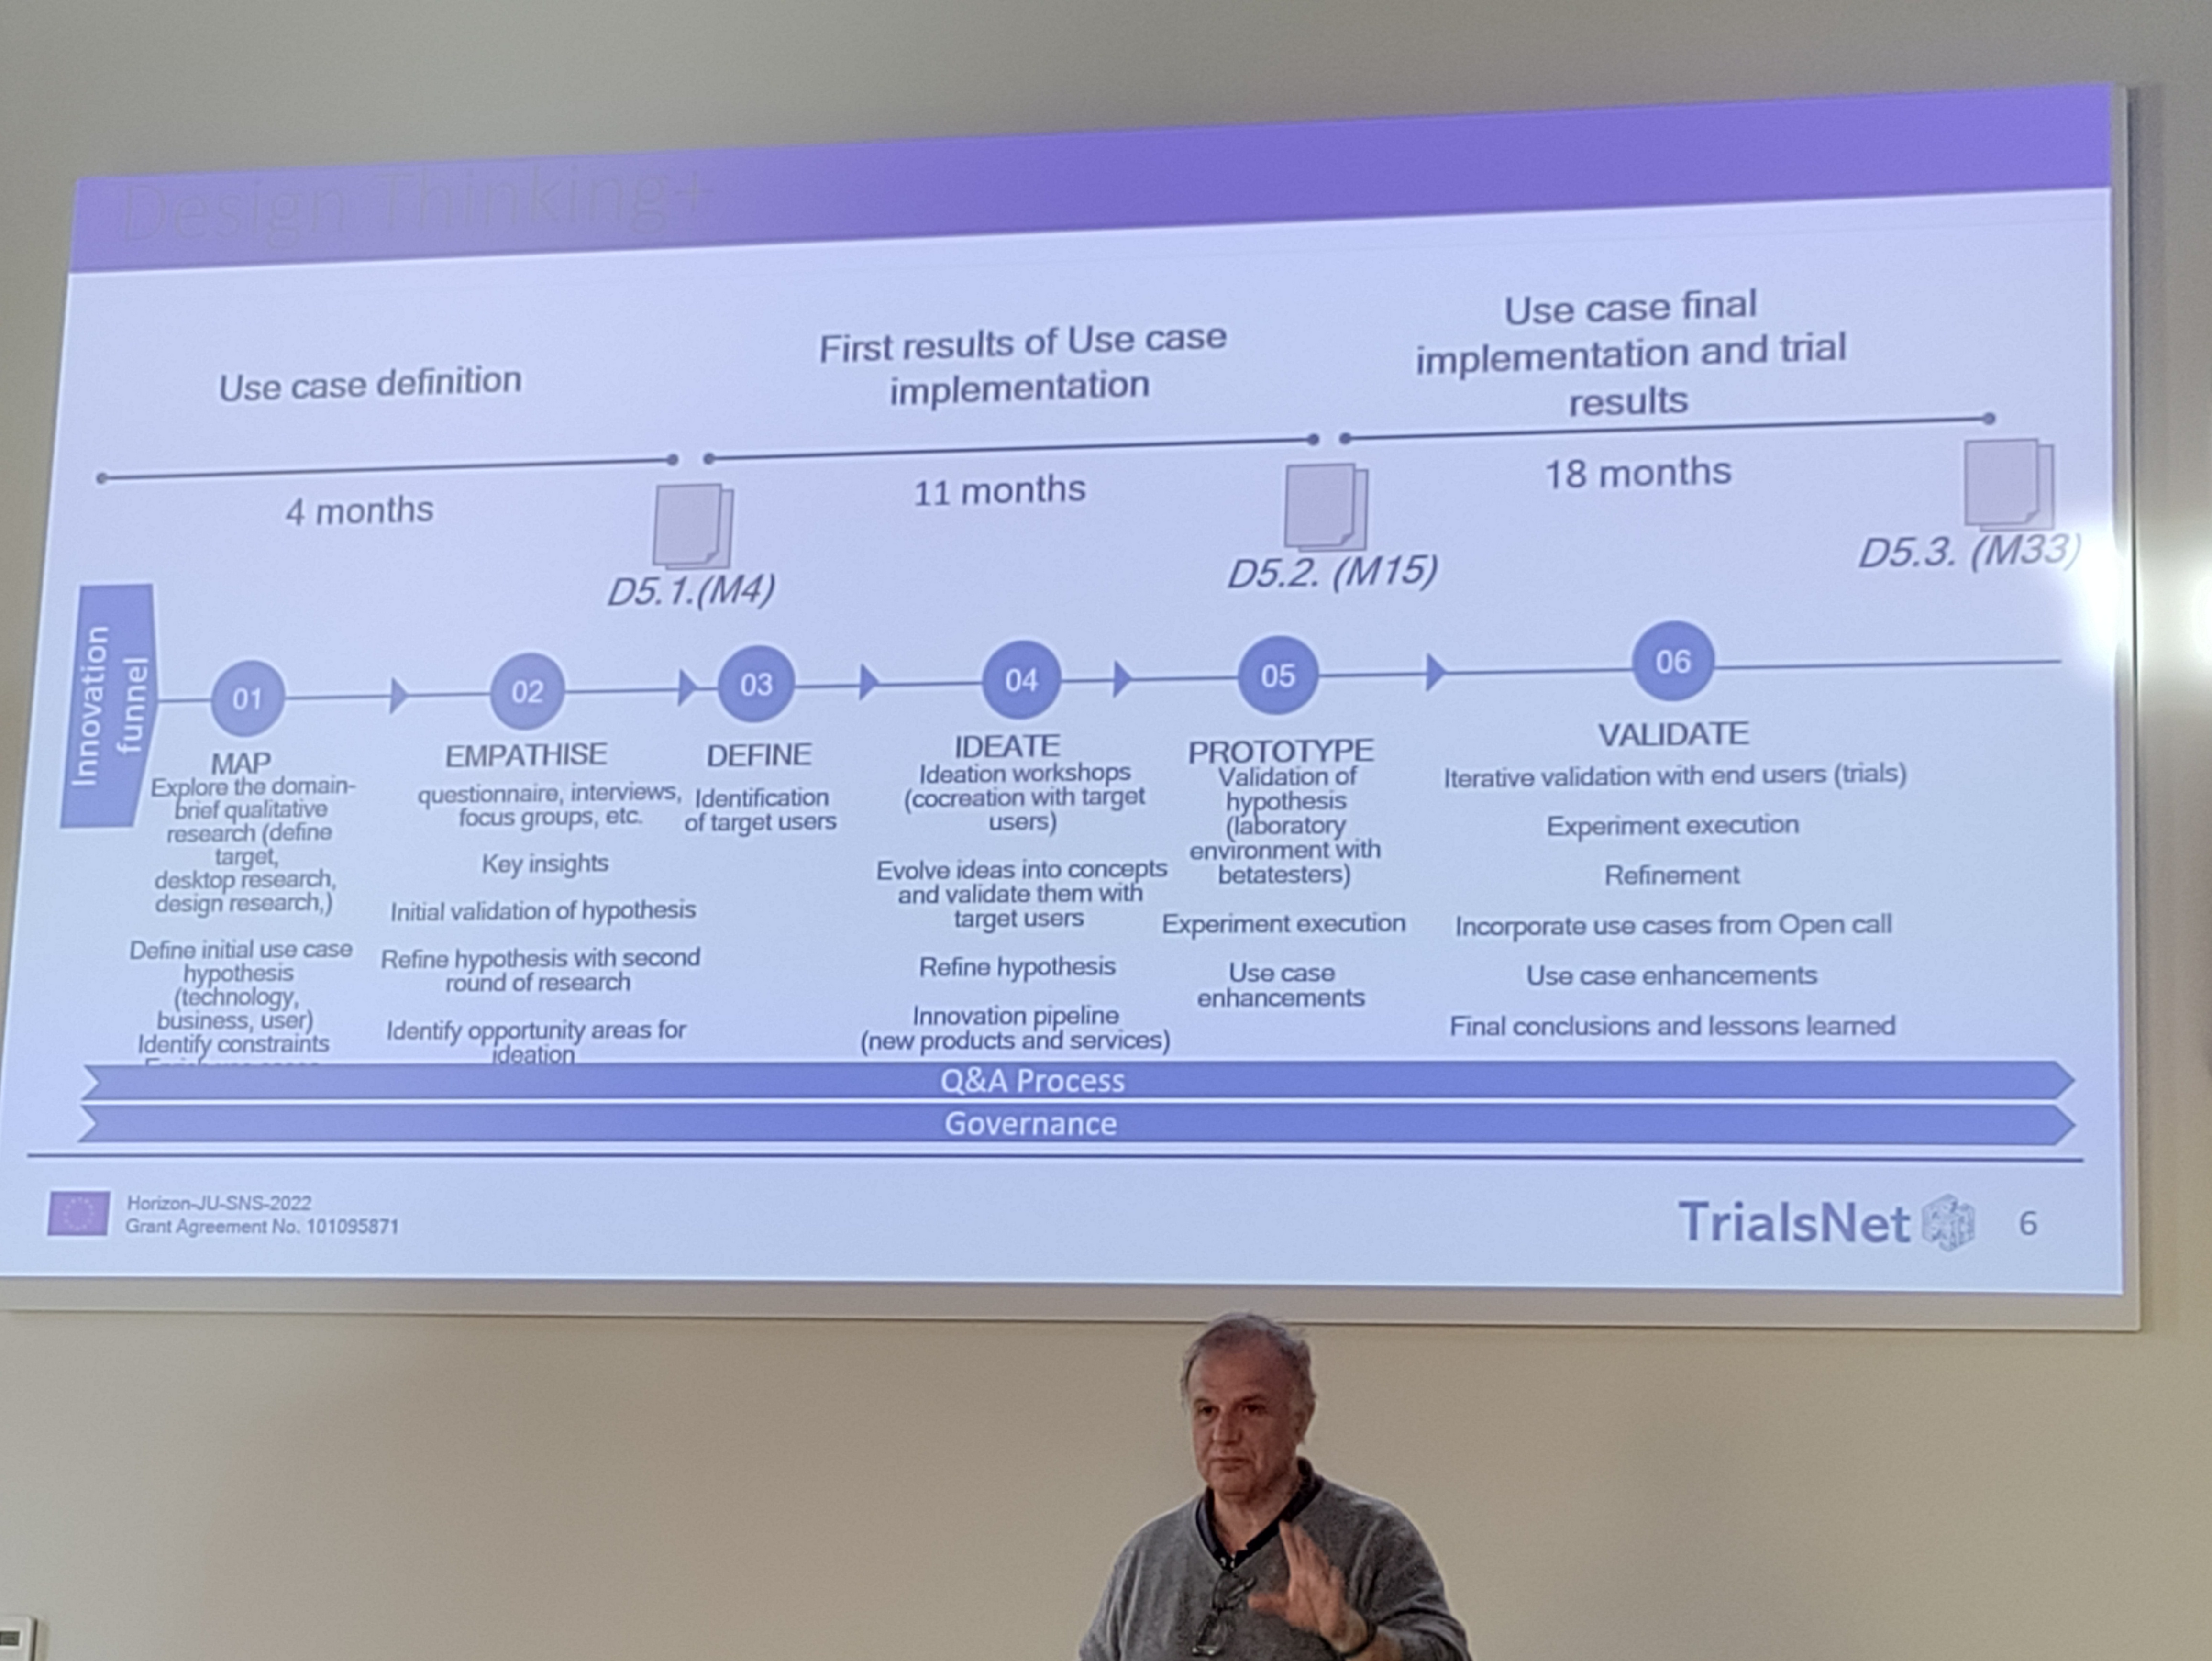 Design Thinking+
Use case definition
First results of Use case
implementation
Use case final
implementation and trial
results
4 months
11 months
18 months
D5.1.(M4)
D5.2. (M15)
D5.3. (M33)
Innovation
funnel
01
MAP
Explore the domain-
brief qualitative
research (define
target,
desktop research,
design research,)
Define initial use case
hypothesis
(technology,
business, user)
Identify constraints
02
EMPATHISE
questionnaire, interviews,
focus groups, etc.
Key insights
Initial validation of hypothesis
Refine hypothesis with second
round of research
Identify opportunity areas for
ideation
03
DEFINE
Identification
of target users
04
IDEATE
Ideation workshops
(cocreation with target
users)
Evolve ideas into concepts
and validate them with
target users
Refine hypothesis
Innovation pipeline
(new products and services)
05
PROTOTYPE
Validation of
hypothesis
(laboratory
environment with
betatesters)
Experiment execution
Use case
enhancements
06
VALIDATE
Iterative validation with end users (trials)
Experiment execution
Refinement
Incorporate use cases from Open call
Use case enhancements
Final conclusions and lessons learned
Q&A Process
Governance
Horizon-JU-SNS-2022
Grant Agreement No. 101095871
TrialsNet
6